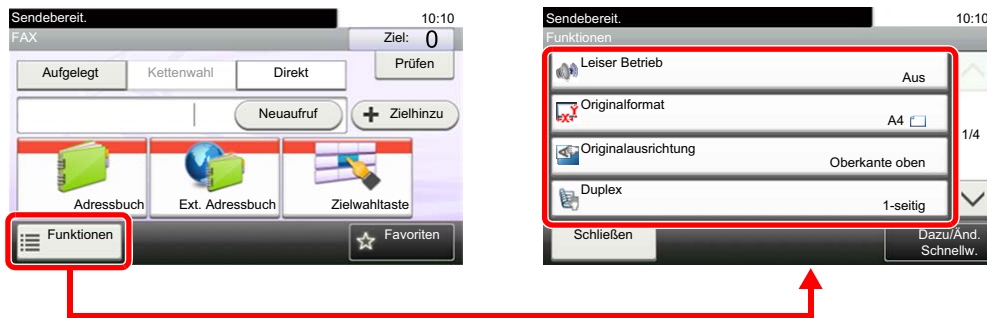 Sendebereit.
10:10
FAX
Ziel: 0
Aufgelegt
Kettenwahl
Direkt
Prüfen
Neuaufruf
Zielhinzu
Adressbuch
Ext. Adressbuch
Zielwahltaste
Funktionen
Favoriten
Sendebereit.
10:10
Funktionen
Leiser Betrieb
Aus
Originalformat
A4
1/4
Originalausrichtung
Oberkante oben
Duplex
1-seitig
Schließen
Dazu/Änd.
Schnellw.